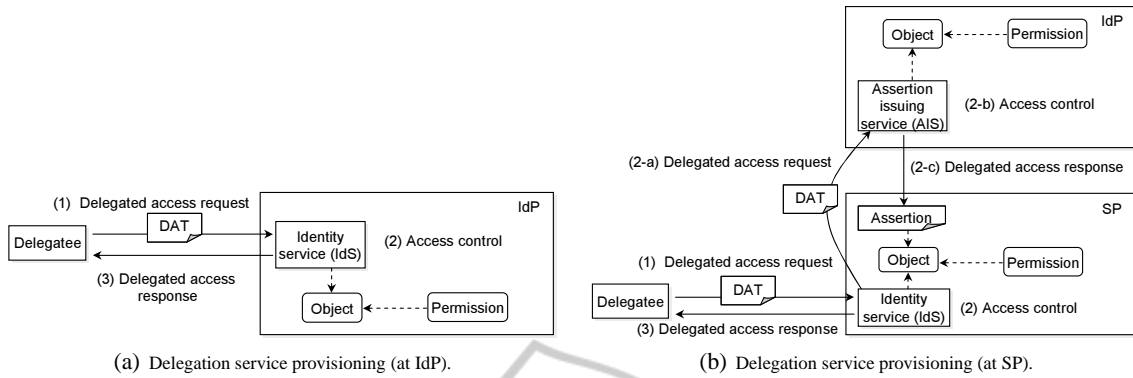 (1) Delegated access request
DAT
Delegatee
(3) Delegated access
response
IdP
Identity
service (IdS)
(2) Access control
Object
Permission
(a) Delegation service provisioning (at IdP).
IdP
Object
Permission
Assertion
issuing
service (AIS)
(2-b) Access control
(2-a) Delegated access request
DAT
(2-c) Delegated access response
SP
Assertion
Object
Permission
(1) Delegated access request
DAT
Delegatee
(3) Delegated access response
Identity
service (IdS)
(2) Access control
(b) Delegation service provisioning (at SP).